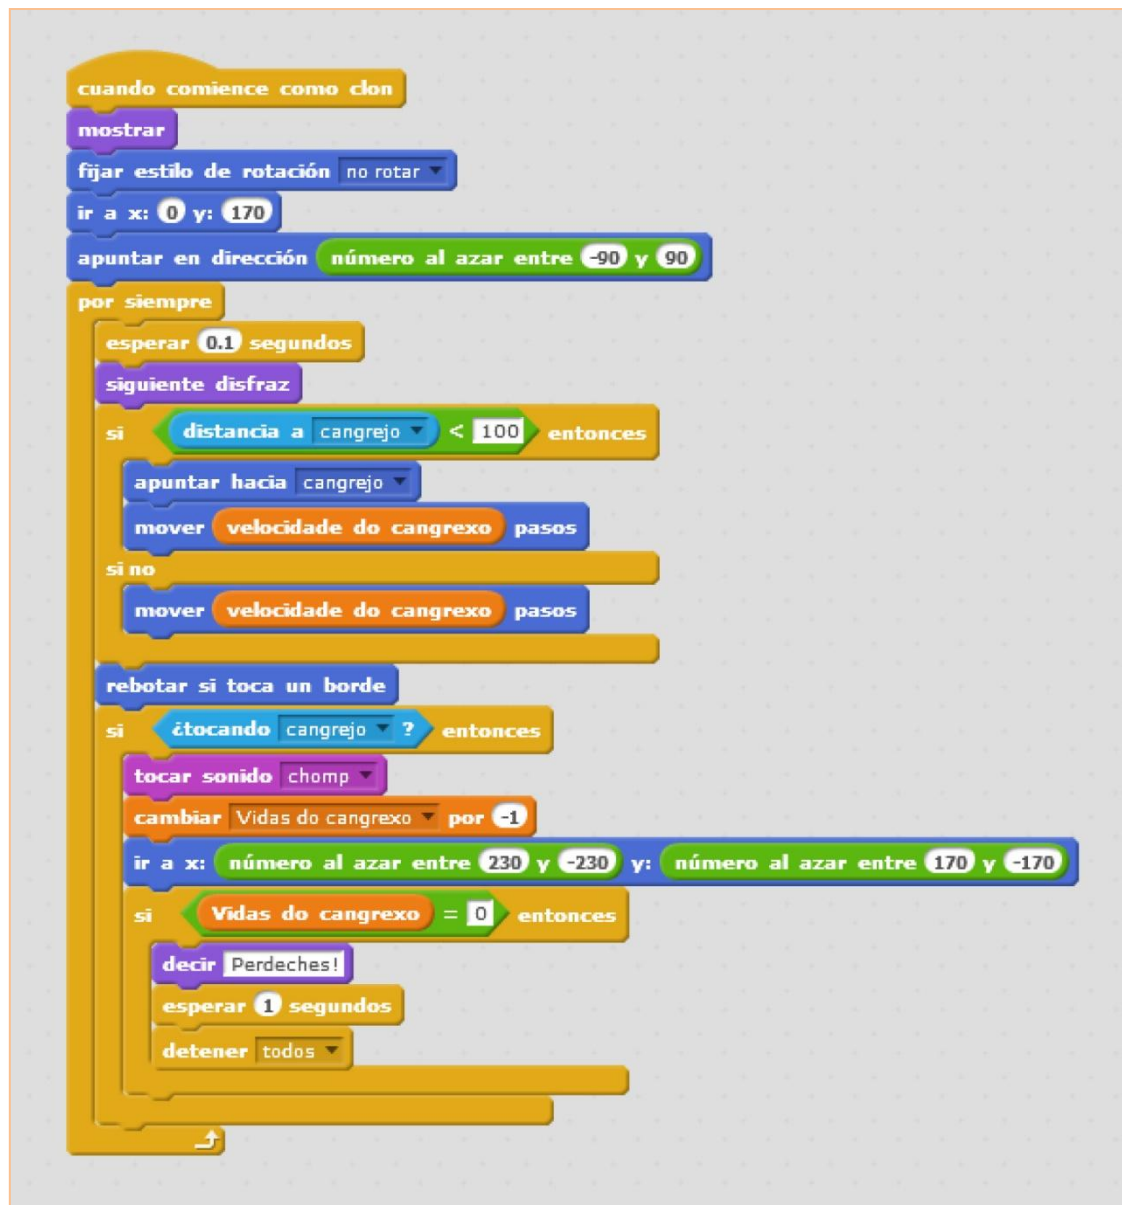 cuando comience como clon
mostrar
fijar estilo de rotación no rotar
ir a x: 0 y: 170
apuntar en dirección número al azar entre -90 y 90
por siempre
esperar 0.1 segundos
siguiente disfraz
si distancia a cangrejo < 100 entonces
apuntar hacia cangrejo
mover velocidade do cangrexo pasos
si no
mover velocidade do cangrexo pasos
rebotar si toca un borde
si ¿tocando cangrejo ? entonces
tocar sonido chomp
cambiar Vidas do cangrexo por -1
ir a x: número al azar entre 230 y -230 y: número al azar entre 170 y -170
si Vidas do cangrexo = 0 entonces
decir Perdeches!
esperar 1 segundos
detener todos